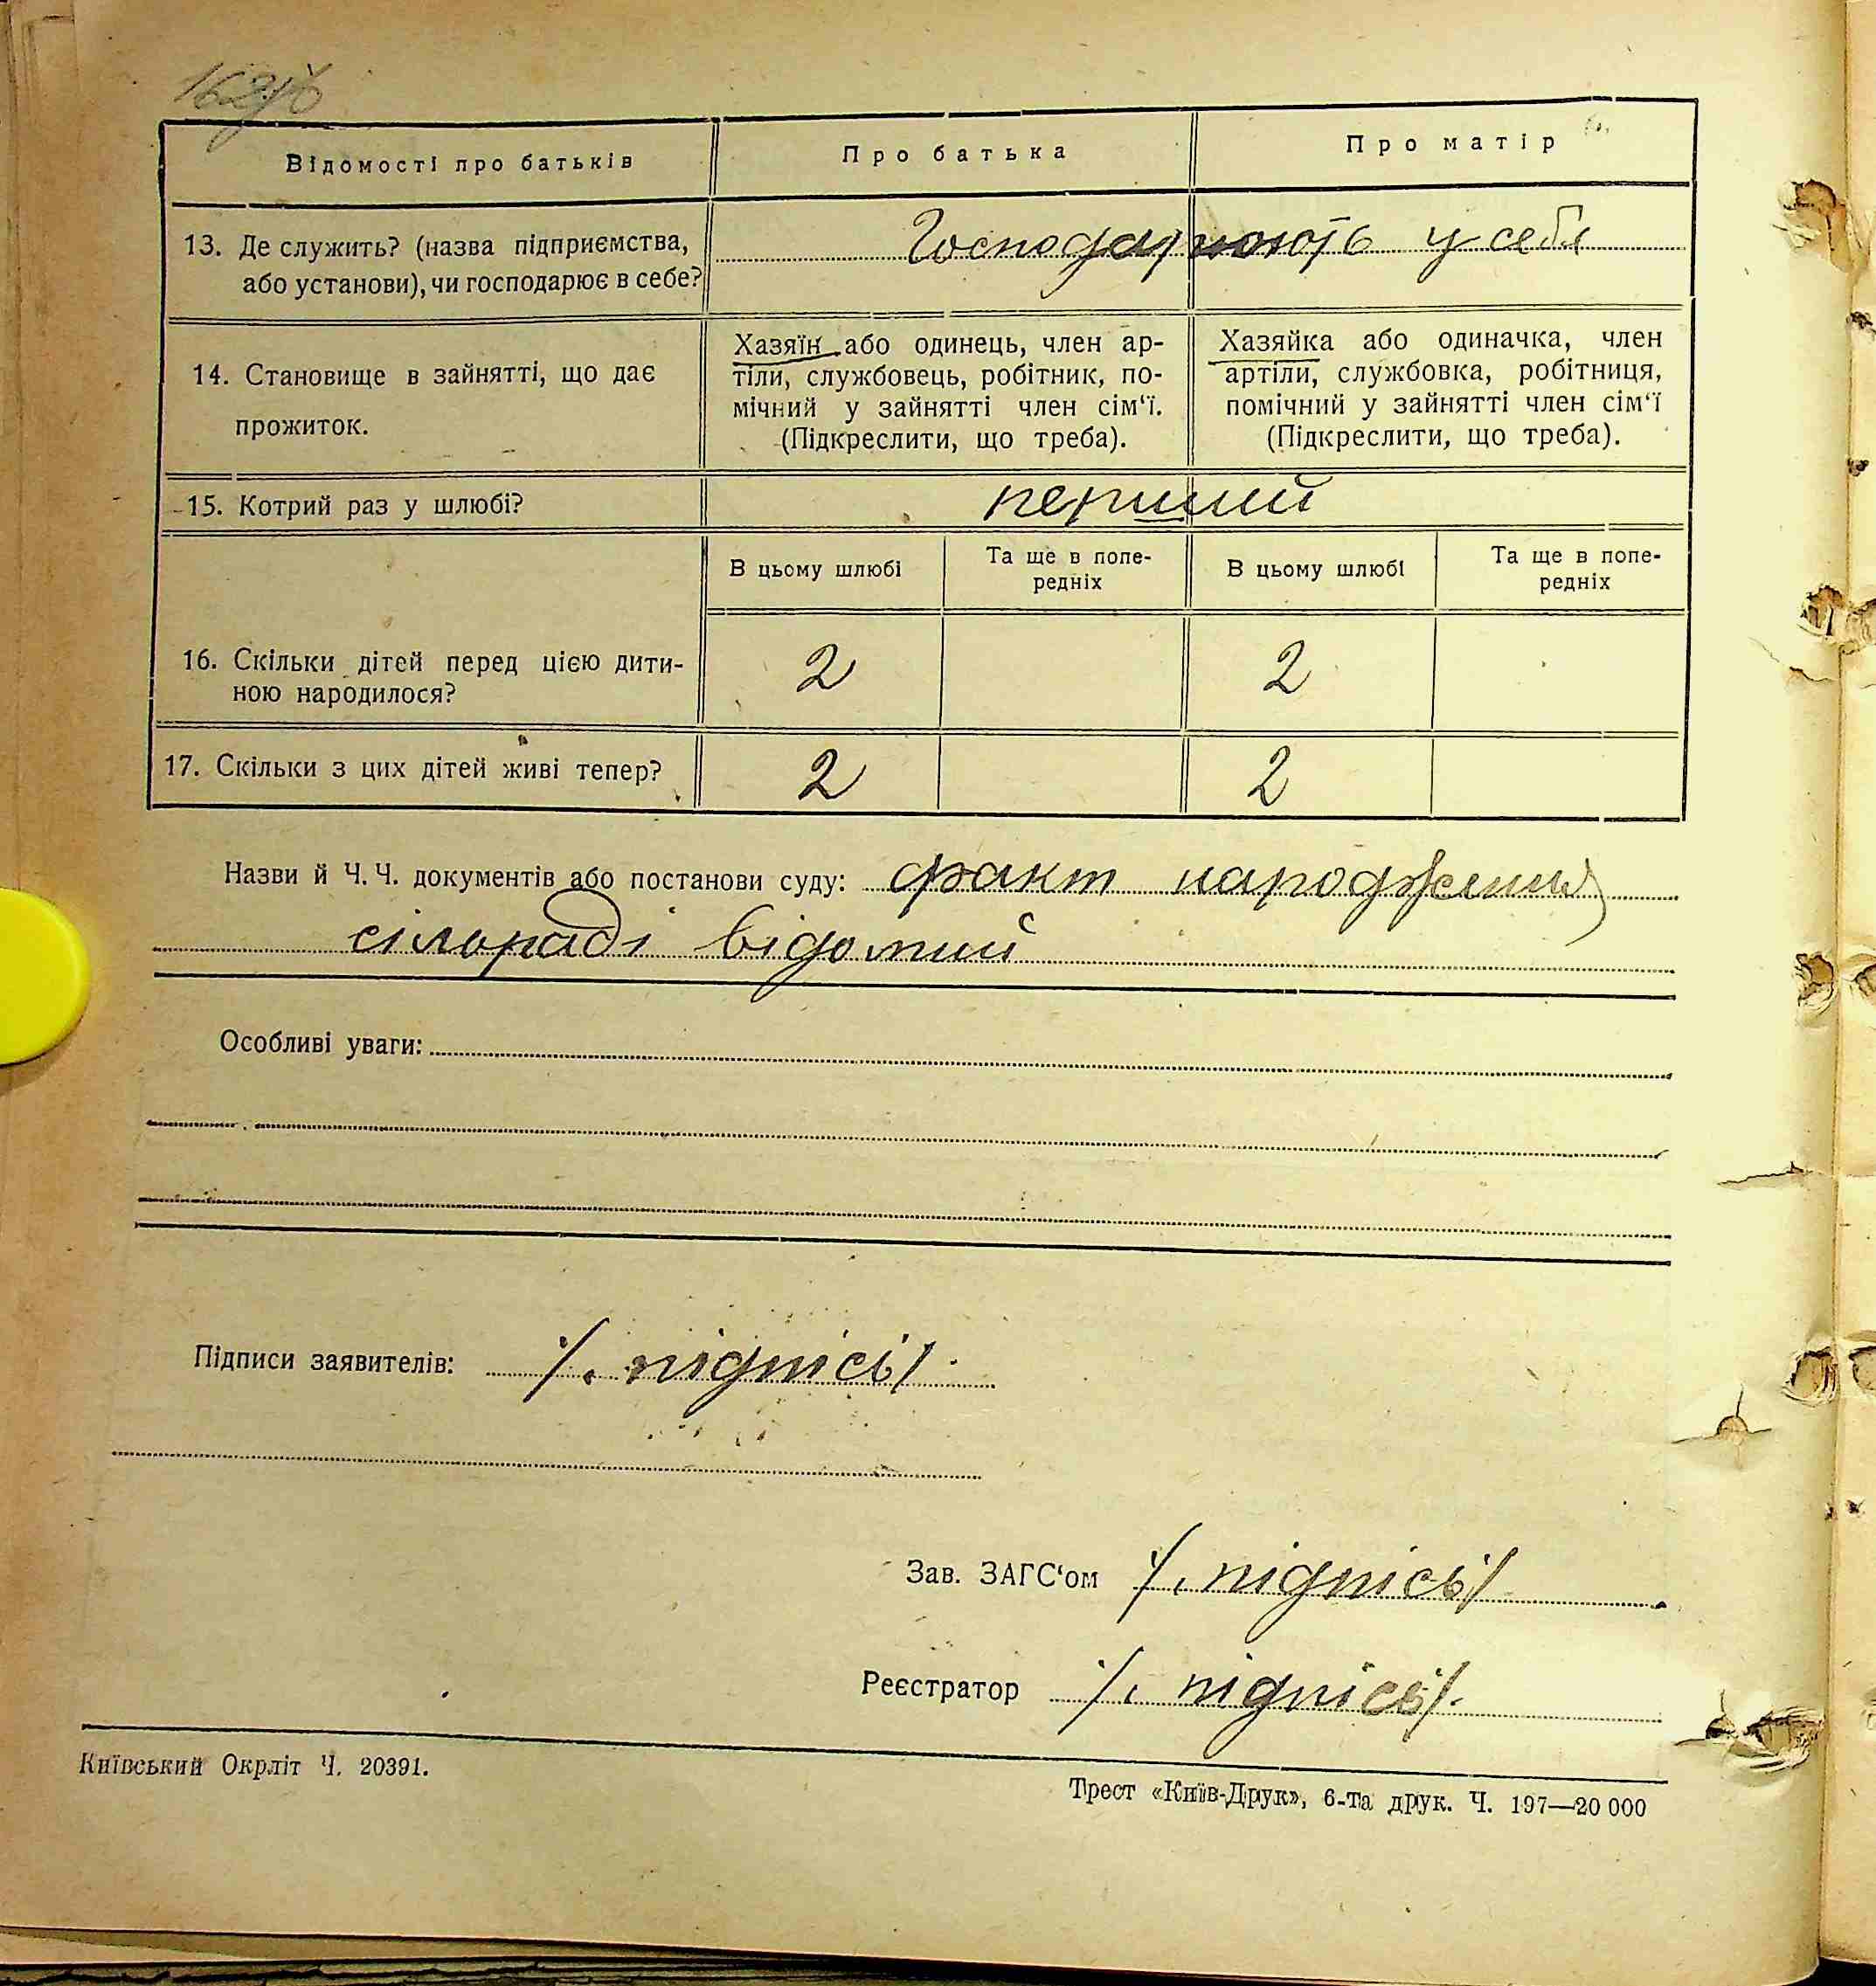 Відомості про батьків
Про батька
Про матір
13. Де служить? (назва підприємства,
або установи), чи господарює в себе?
Господарюють у себе
14. Становище в зайнятті, що дає
прожиток.
Хазяїн або одинець, член ар-
тіли, службовець, робітник, по-
мічний у зайнятті член сім‘ї.
(Підкреслити, що треба).
Хазяйка або одиначка, член
артіли, службовка, робітниця,
помічний у зайнятті член сім‘ї
(Підкреслити, що треба).
15. Котрий раз у шлюбі?
перший
В цьому шлюбі
Та ще в попе-
редніх
В цьому шлюбі
Та ще в попе-
редніх
16. Скільки дітей перед цією дити-
ною народилося?
2
2
17. Скільки з цих дітей живі тепер?
2
2
Назви й Ч. Ч. документів або постанови суду: факт народження
сільраді відомий
Особливі уваги:
Підписи заявителів: /підпісі/.
Зав. ЗАГС‘ом /підпісь/
Реєстратор /підпісь/.
Київський Окрліт Ч. 20391.
Трест «Київ-Друк», 6-та друк. Ч. 197—20 000